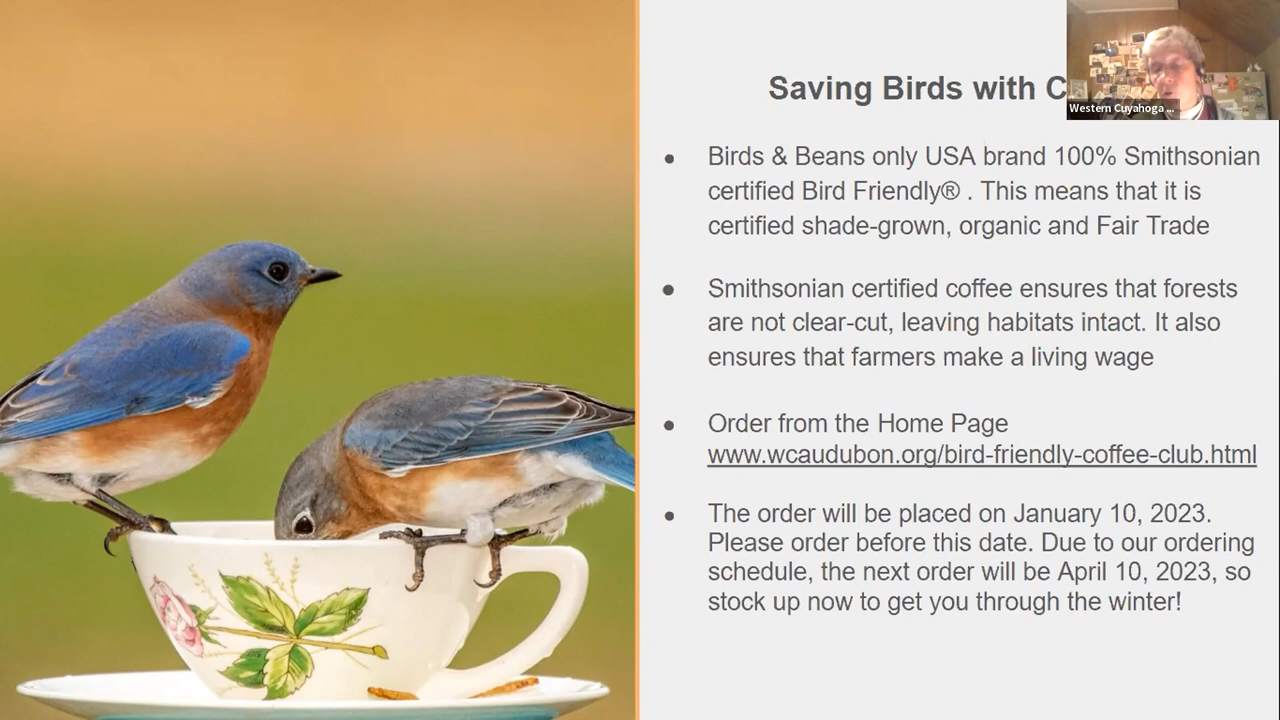 Saving Birds with C
Western Cuyahoga ...
Birds & Beans only USA brand 100% Smithsonian
certified Bird Friendly® . This means that it is
certified shade-grown, organic and Fair Trade
Smithsonian certified coffee ensures that forests
are not clear-cut, leaving habitats intact. It also
ensures that farmers make a living wage
Order from the Home Page
www.wcaudubon.org/bird-friendly-coffee-club.html
The order will be placed on January 10, 2023.
Please order before this date. Due to our ordering
schedule, the next order will be April 10, 2023, so
stock up now to get you through the winter!